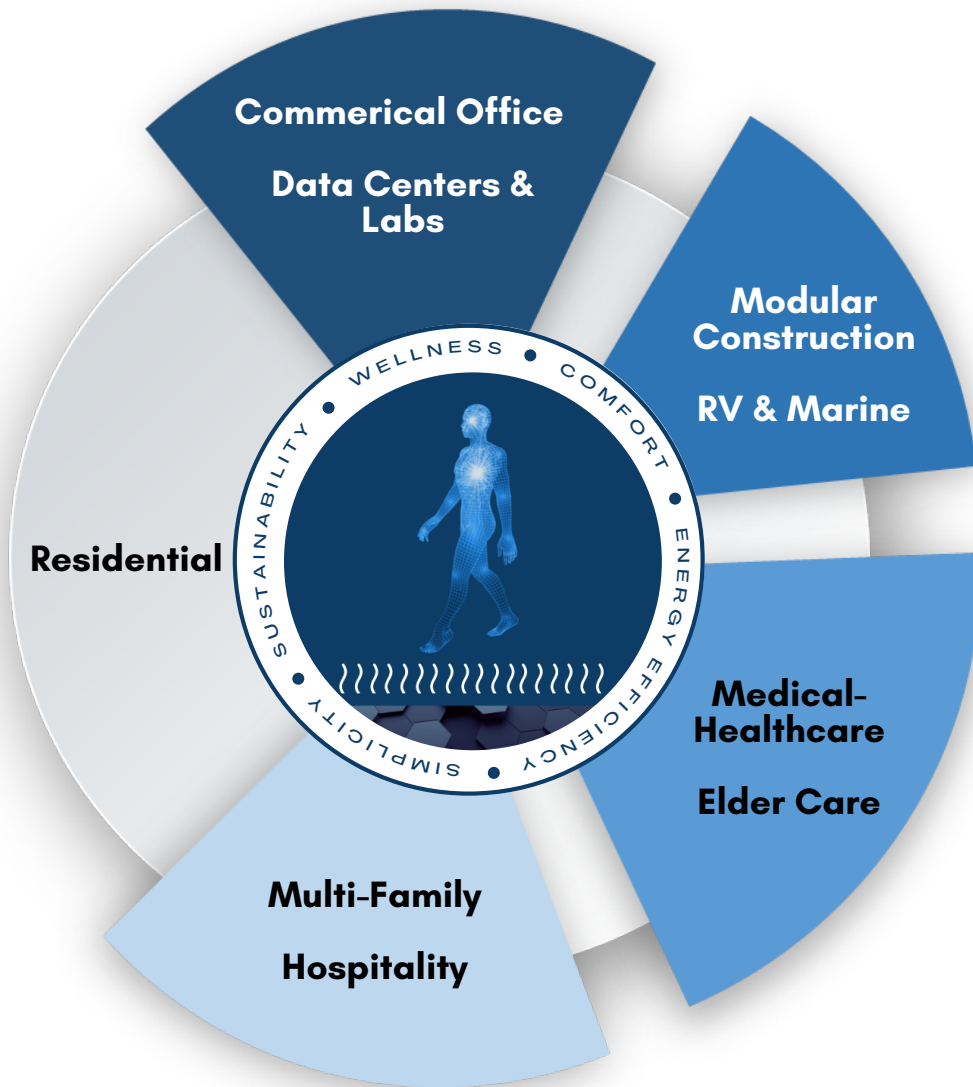 Commerical Office
Data Centers &
Labs
Modular
Construction
RV & Marine
Medical-
Healthcare
Elder Care
Multi-Family
Hospitality
Residential
WELLNESS • COMFORT • ENERGY EFFICIENCY • SIMPLICITY • SUSTAINABILITY •